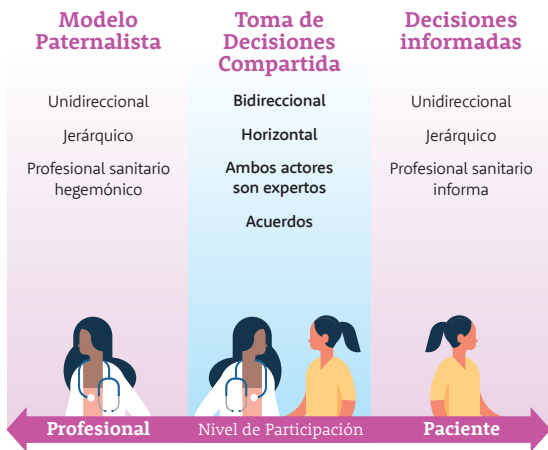 Modelo
Paternalista
Unidireccional
Jerárquico
Profesional sanitario
hegemónico
Toma de
Decisiones
Compartida
Bidireccional
Horizontal
Ambos actores
son expertos
Acuerdos
Decisiones
informadas
Unidireccional
Jerárquico
Profesional sanitario
informa
Profesional
Nivel de Participación
Paciente